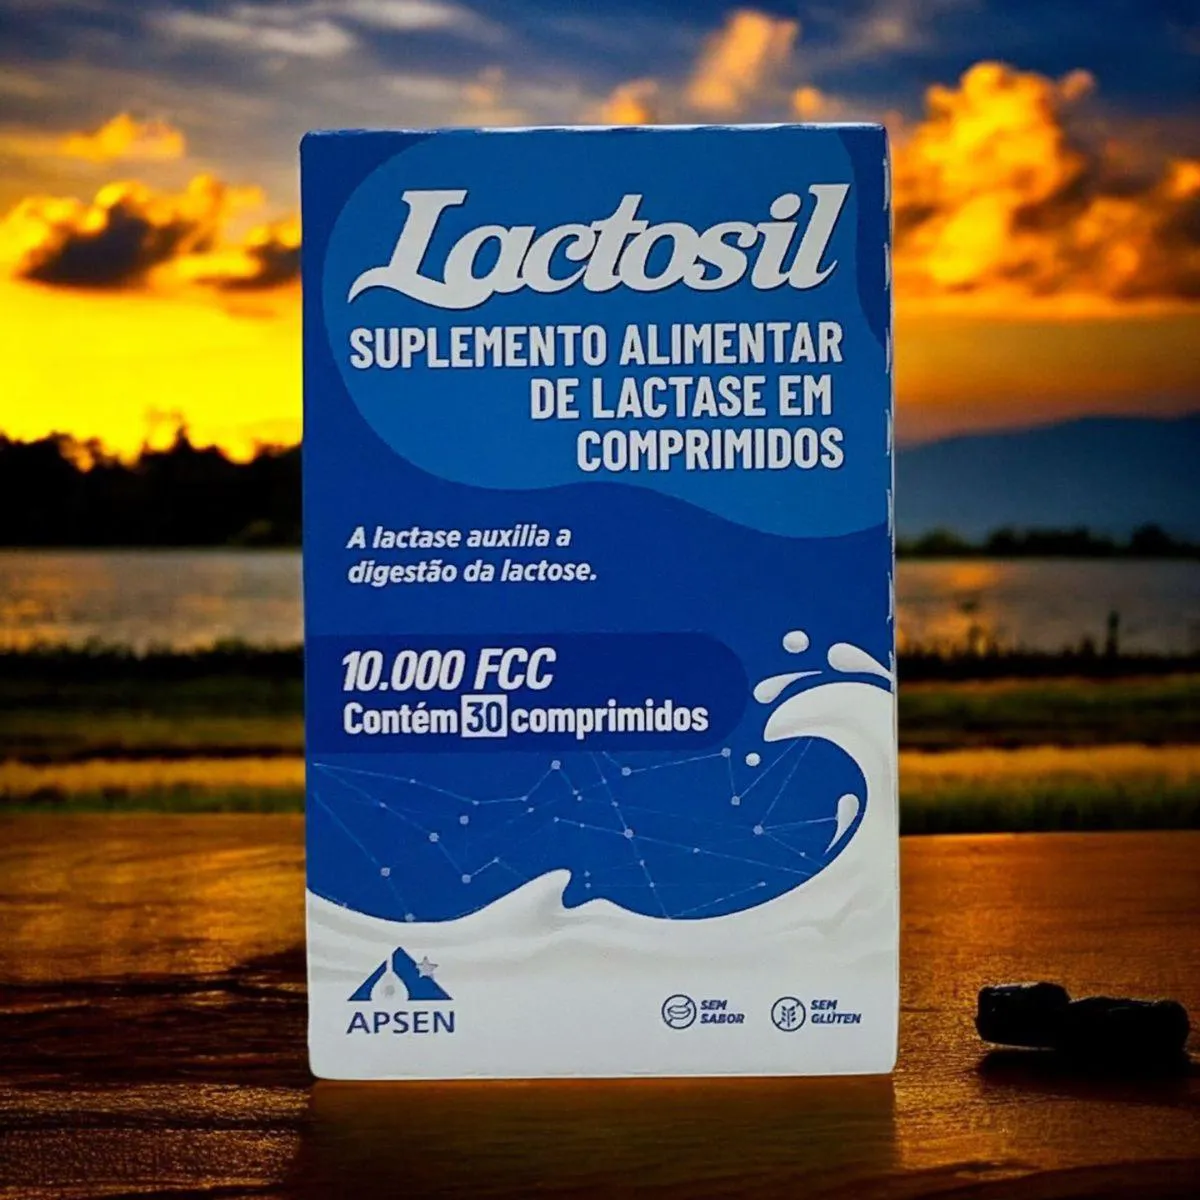 Lactosil
SUPLEMENTO ALIMENTAR
DE LACTASE EM
COMPRIMIDOS
A lactase auxilia a
digestão da lactose.
10.000 FCC
Contém 30 comprimidos
APSEN
SEM
SABOR
SEM
GLÚTEN